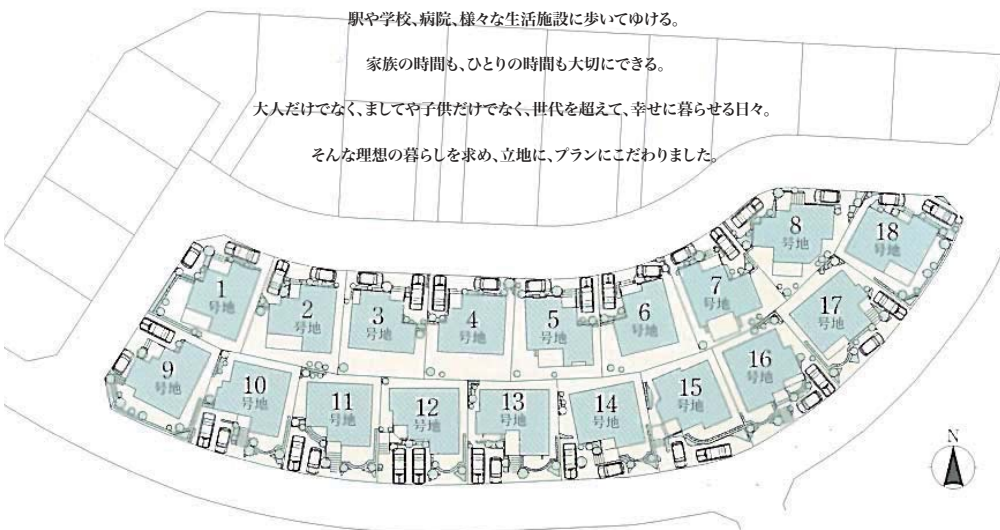 駅や学校、病院、様々な生活施設に歩いてゆける。
家族の時間も、ひとりの時間も大切にできる。
大人だけでなく、ましてや子供だけでなく、世代を超えて、幸せに暮らせる日々。
そんな理想の暮らしを求め、立地に、プランにこだわりました。
1
号地
2
号地
3
号地
4
号地
5
号地
6
号地
7
号地
8
号地
18
号地
9
号地
10
号地
11
号地
12
号地
13
号地
14
号地
15
号地
16
号地
17
号地
N